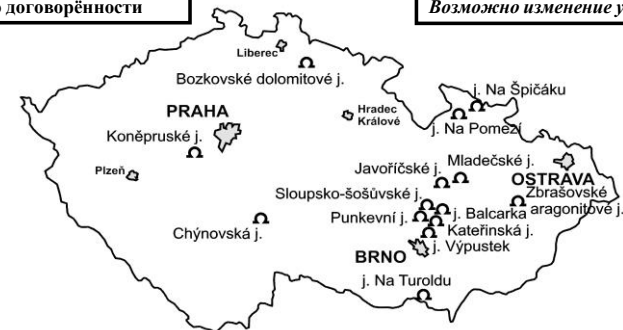 договорённости
Возможно изменение у
Liberec
Bozkovské dolomitové j.
j. Na Špičáku
PRAHA
Hradec
Králové
j. Na Pomezí
Koněpruské j.
Plzeň
Javoříčské j.
Mladečské j.
OSTRAVA
Sloupsko-šošůvské j.
Zbrašovské
aragonitové j.
Punkevní j.
j. Balcarka
Chýnovská j.
Kateřinská j.
j. Výpustek
BRNO
j. Na Turoldu